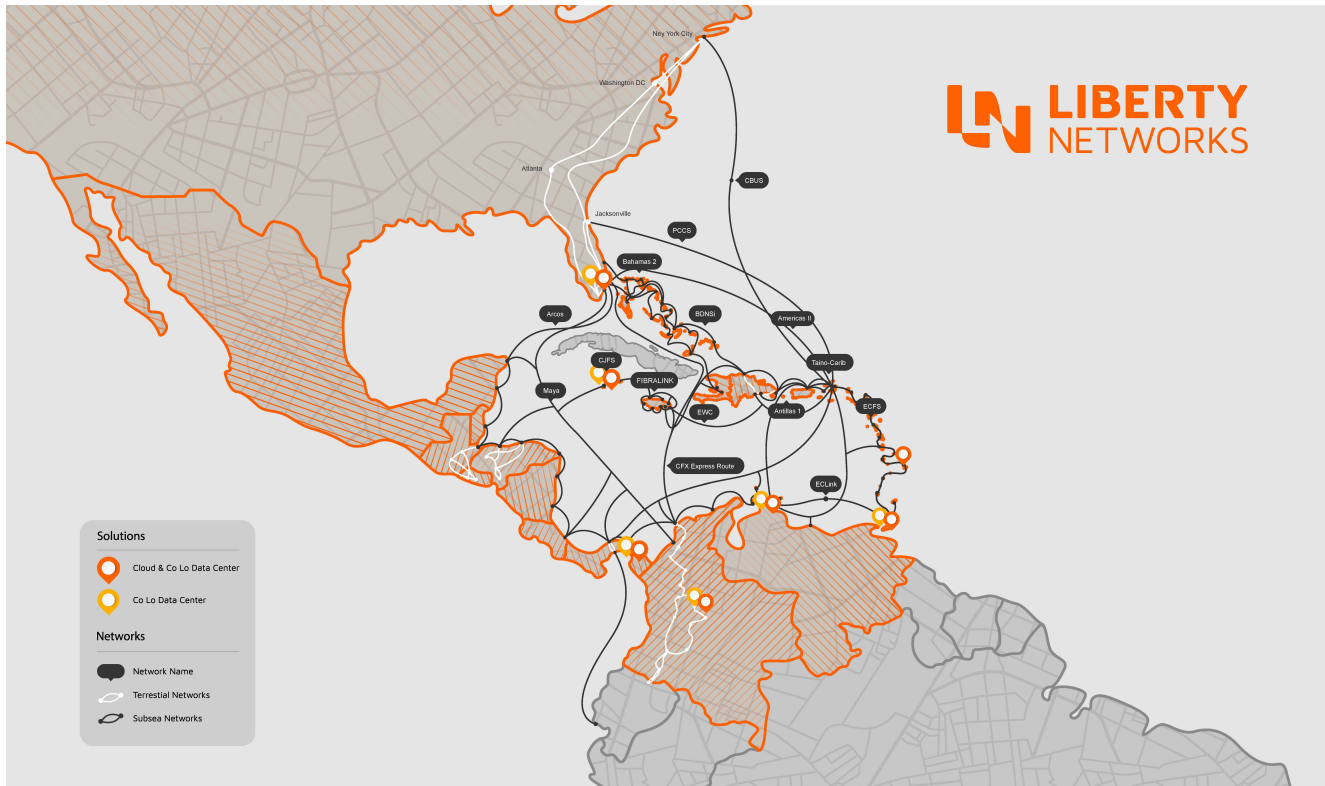 Ney York City
Washington DC
LIBERTY
NETWORKS
Atlanta
CBUS
Jacksonville
PCCS
Bahamas 2
Arcos
BDNSi
Americas II
CJFS
Taino-Carib
FIBRALINK
Maya
EWC
Antillas 1
ECFS
CFX Express Route
ECLink
Solutions
Cloud & Co Lo Data Center
Co Lo Data Center
Networks
Network Name
Terrestial Networks
Subsea Networks